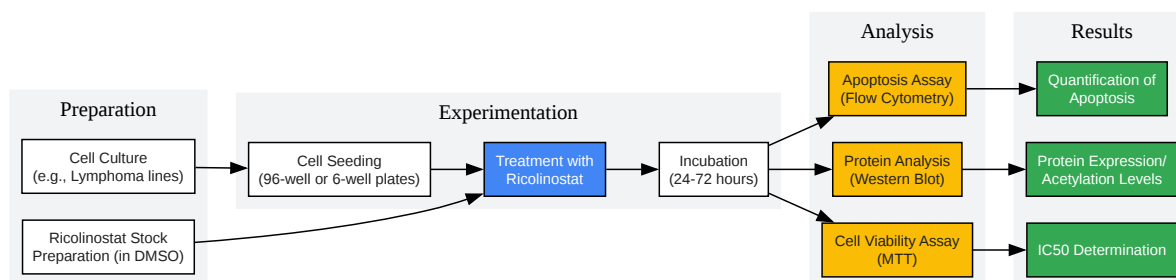 Preparation
Cell Culture
(e.g., Lymphoma lines)
Ricolinostat Stock
Preparation (in DMSO)
Experimentation
Cell Seeding
(96-well or 6-well plates)
Treatment with
Ricolinostat
Incubation
(24-72 hours)
Analysis
Apoptosis Assay
(Flow Cytometry)
Protein Analysis
(Western Blot)
Cell Viability Assay
(MTT)
Results
Quantification of
Apoptosis
Protein Expression/
Acetylation Levels
IC50 Determination